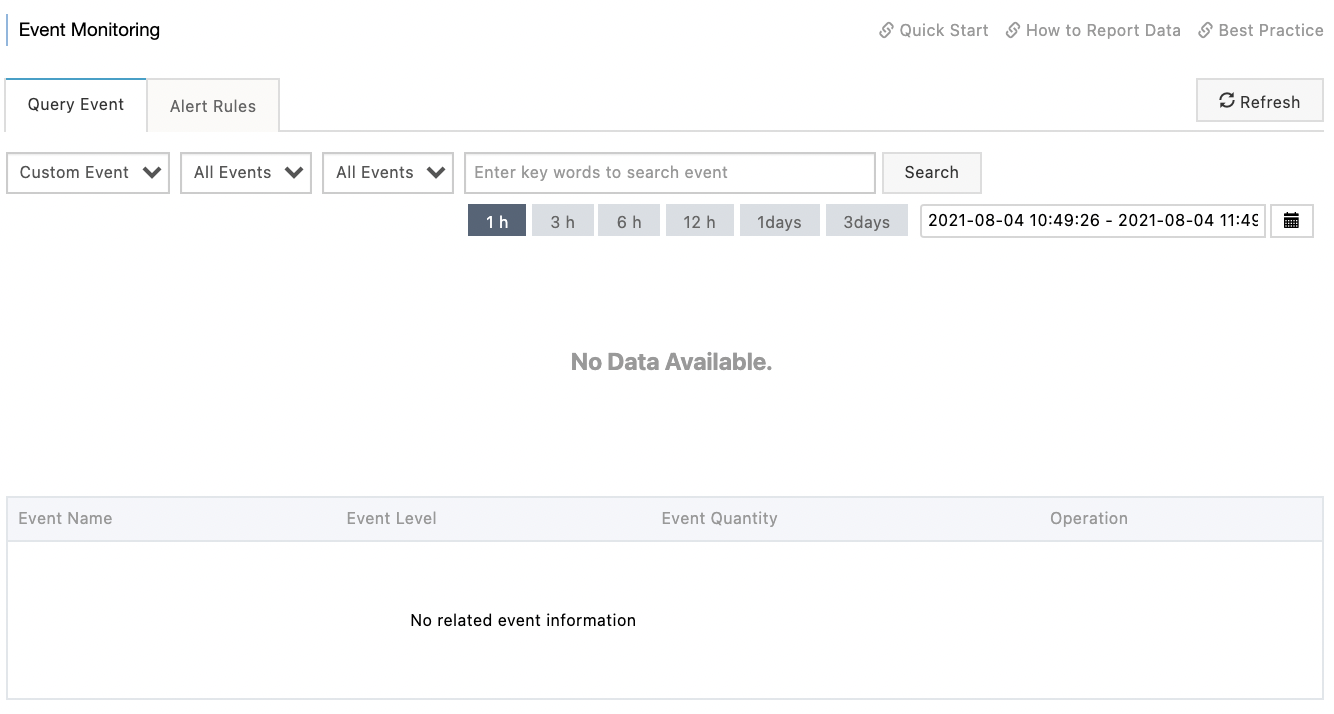 Event Monitoring
Quick Start How to Report Data Best Practice
Query Event Alert Rules
Refresh
Custom Event All Events All Events Enter key words to search event Search
1 h 3 h 6 h 12 h 1days 3days 2021-08-04 10:49:26 - 2021-08-04 11:49
No Data Available.
Event Name Event Level Event Quantity Operation
No related event information